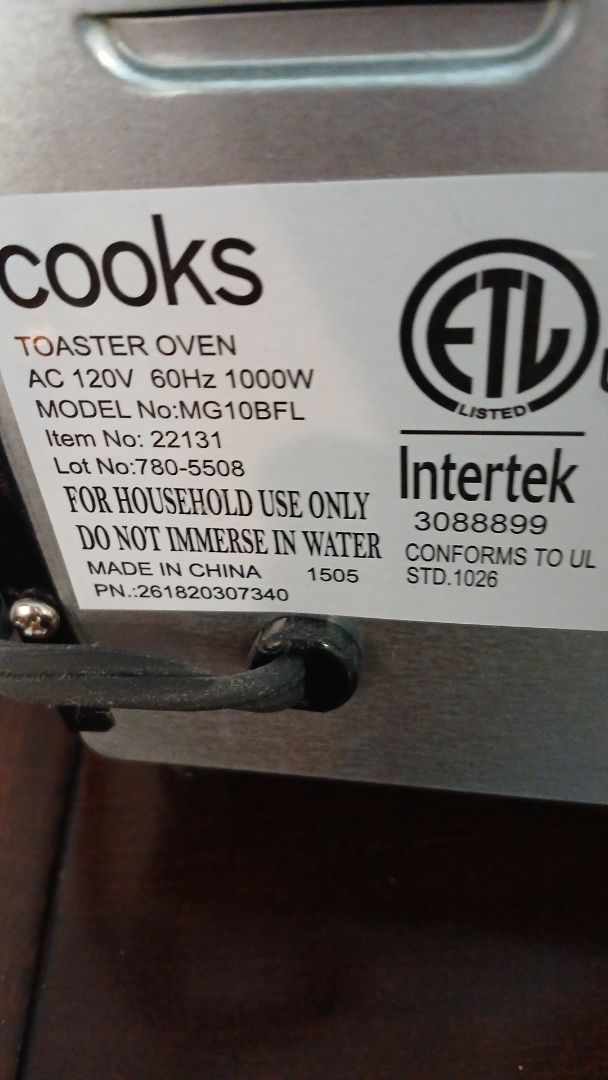 cooks
TOASTER OVEN
AC 120V 60Hz 1000W
MODEL No:MG10BFL
Item No: 22131
Lot No:780-5508
FOR HOUSEHOLD USE ONLY
DO NOT IMMERSE IN WATER
MADE IN CHINA 1505
PN.:261820307340
ETL
LISTED
Intertek
3088899
CONFORMS TO UL
STD.1026